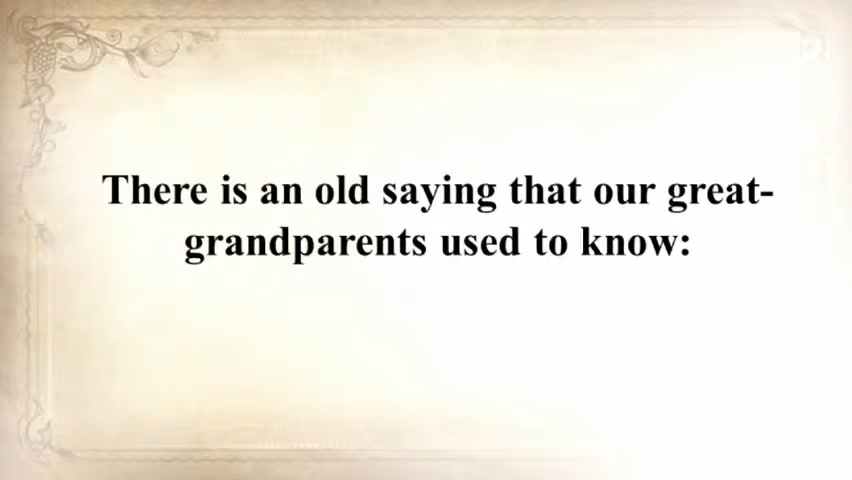 There is an old saying that our great-
grandparents used to know: